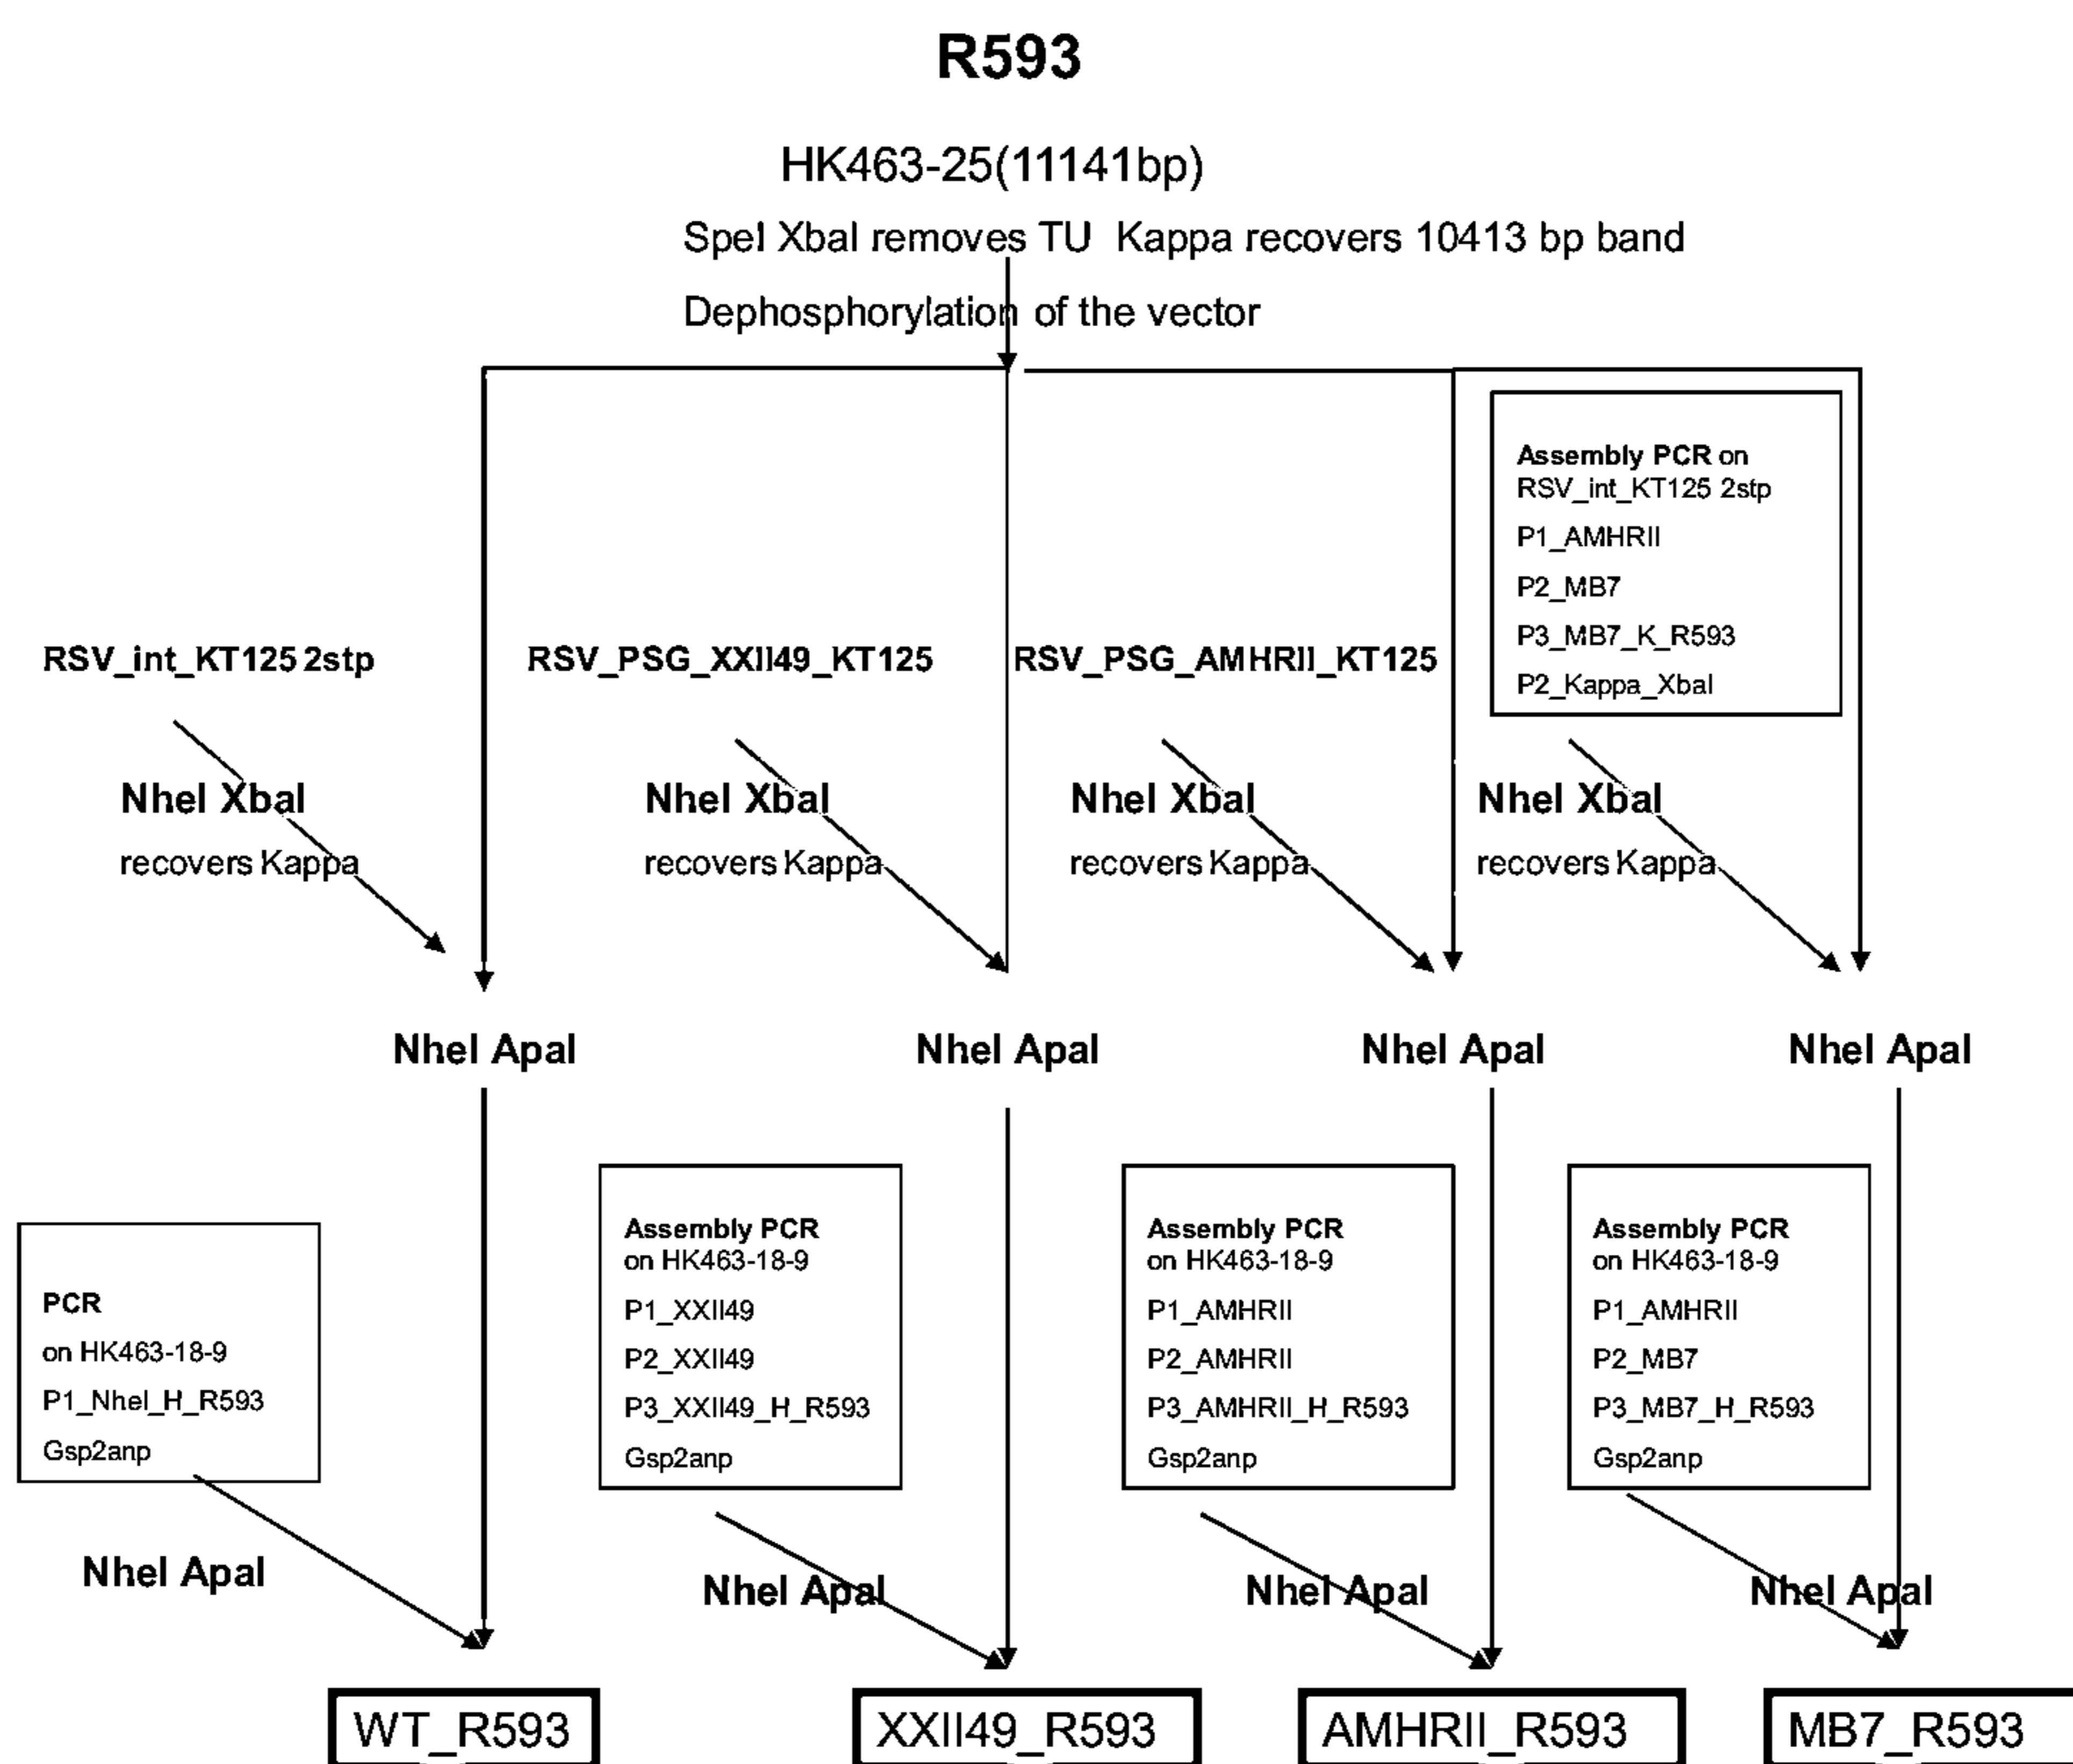 R593
HK463-25(11141bp)
SpeI XbaI removes TU Kappa recovers 10413 bp band
Dephosphorylation of the vector
Assembly PCR on
RSV_int_KT125 2stp
P1_AMHRII
P2_MB7
P3_MB7_K_R593
P2_Kappa_XbaI
RSV_int_KT125 2stp
RSV_PSG_XXII49_KT125
RSV_PSG_AMHRII_KT125
NheI XbaI
recovers Kappa
NheI XbaI
recovers Kappa
NheI XbaI
recovers Kappa
NheI XbaI
recovers Kappa
NheI ApaI
NheI ApaI
NheI ApaI
NheI ApaI
PCR
on HK463-18-9
P1_NheI_H_R593
Gsp2anp
Assembly PCR
on HK463-18-9
P1_XXII49
P2_XXII49
P3_XXII49_H_R593
Gsp2anp
Assembly PCR
on HK463-18-9
P1_AMHRII
P2_AMHRII
P3_AMHRII_H_R593
Gsp2anp
Assembly PCR
on HK463-18-9
P1_AMHRII
P2_MB7
P3_MB7_H_R593
Gsp2anp
NheI ApaI
NheI ApaI
NheI ApaI
NheI ApaI
WT_R593
XXII49_R593
AMHRII_R593
MB7_R593